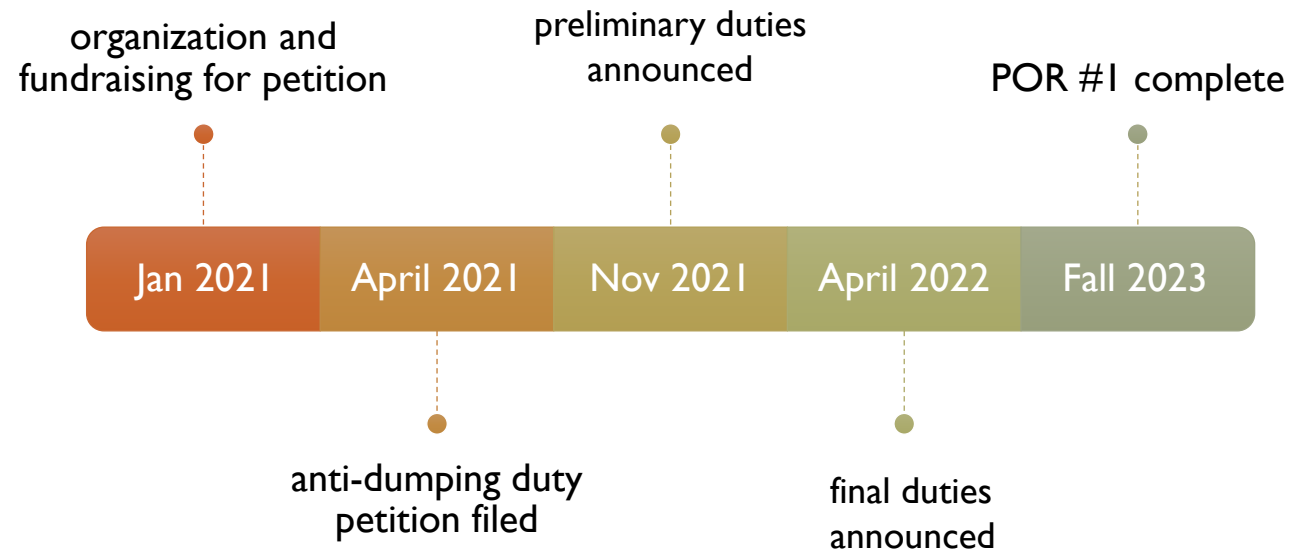 organization and
fundraising for petition
preliminary duties
announced
POR #1 complete
Jan 2021
April 2021
Nov 2021
April 2022
Fall 2023
anti-dumping duty
petition filed
final duties
announced